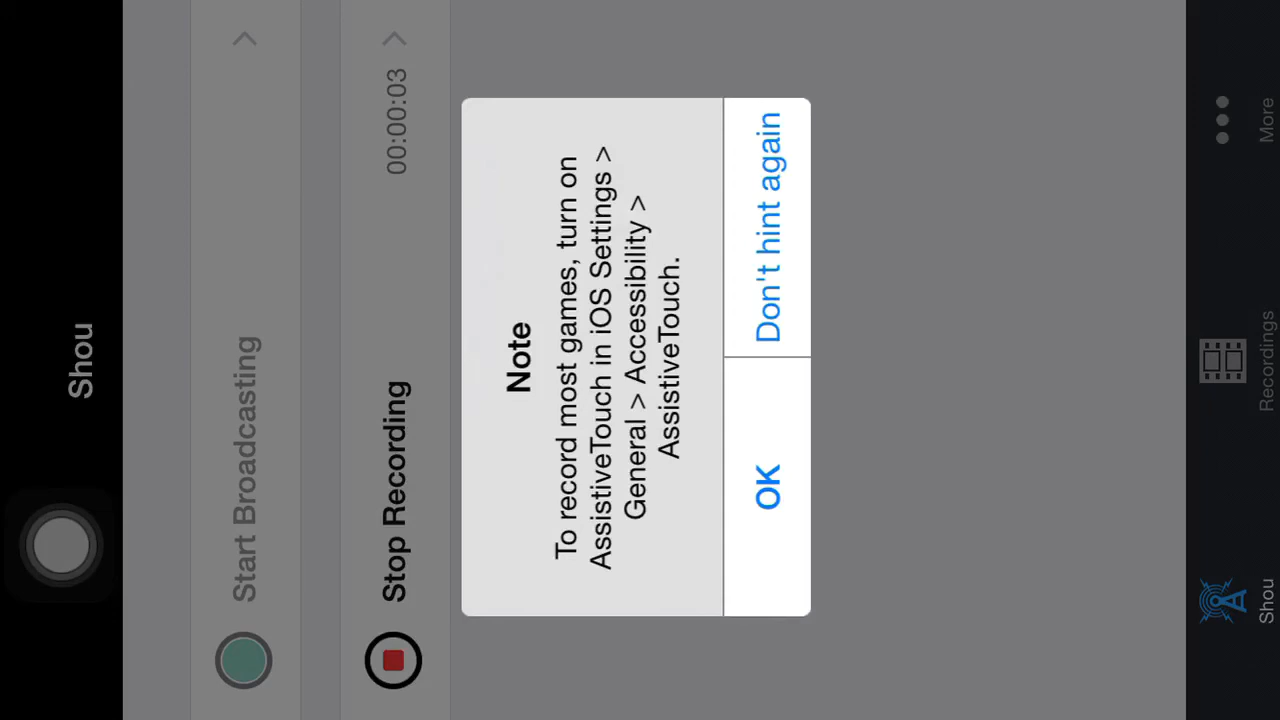 Shou
Start Broadcasting
Stop Recording 00:00:03
Note
To record most games, turn on
AssistiveTouch in iOS Settings >
General > Accessibility >
AssistiveTouch.
OK Don't hint again
Shou Recordings More